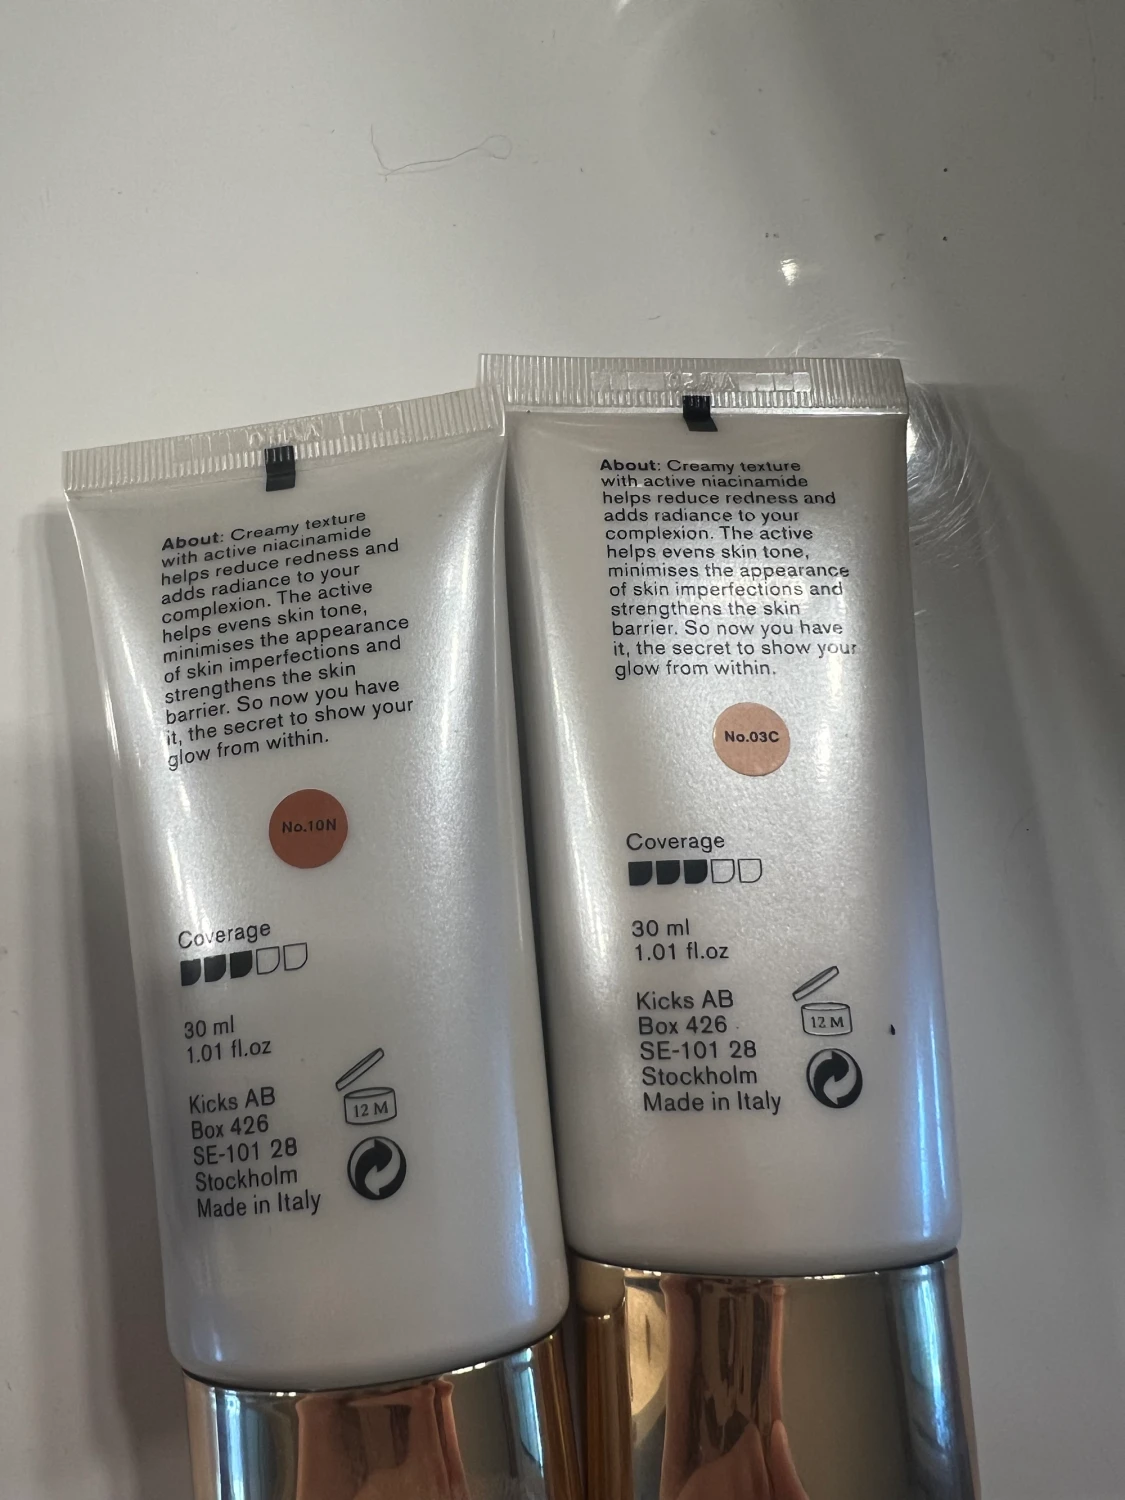 About: Creamy texture
with active niacinamide
helps reduce redness and
adds radiance to your
complexion. The active
helps evens skin tone,
minimises the appearance
of skin imperfections and
strengthens the skin
barrier. So now you have
it, the secret to show your
glow from within.
No.10N
Coverage
30 ml
1.01 fl.oz
Kicks AB
Box 426
SE-101 28
Stockholm
Made in Italy
12 M
About: Creamy texture
with active niacinamide
helps reduce redness and
adds radiance to your
complexion. The active
helps evens skin tone,
minimises the appearance
of skin imperfections and
strengthens the skin
barrier. So now you have
it, the secret to show your
glow from within.
No.03C
Coverage
30 ml
1.01 fl.oz
Kicks AB
Box 426
SE-101 28
Stockholm
Made in Italy
12 M